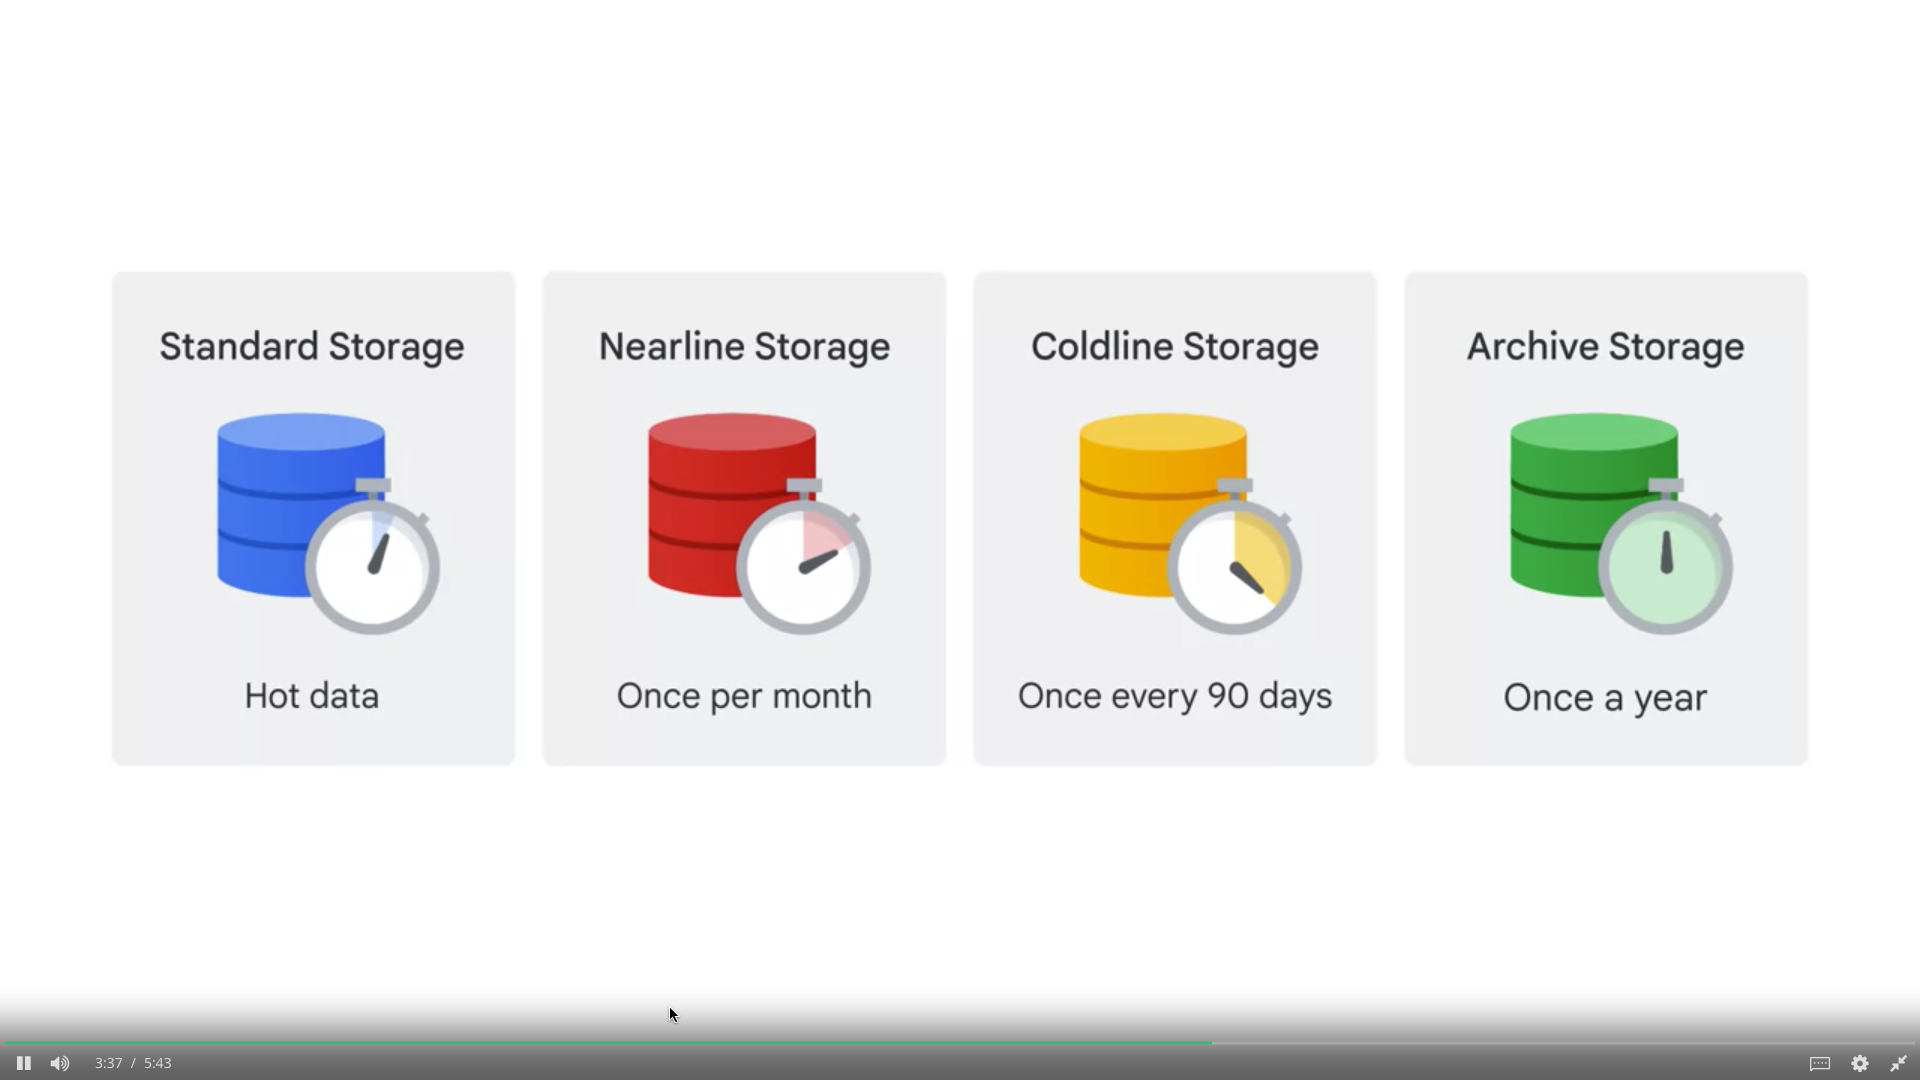 Standard Storage
Nearline Storage
Coldline Storage
Archive Storage
Hot data
Once per month
Once every 90 days
Once a year
3:37 / 5:43